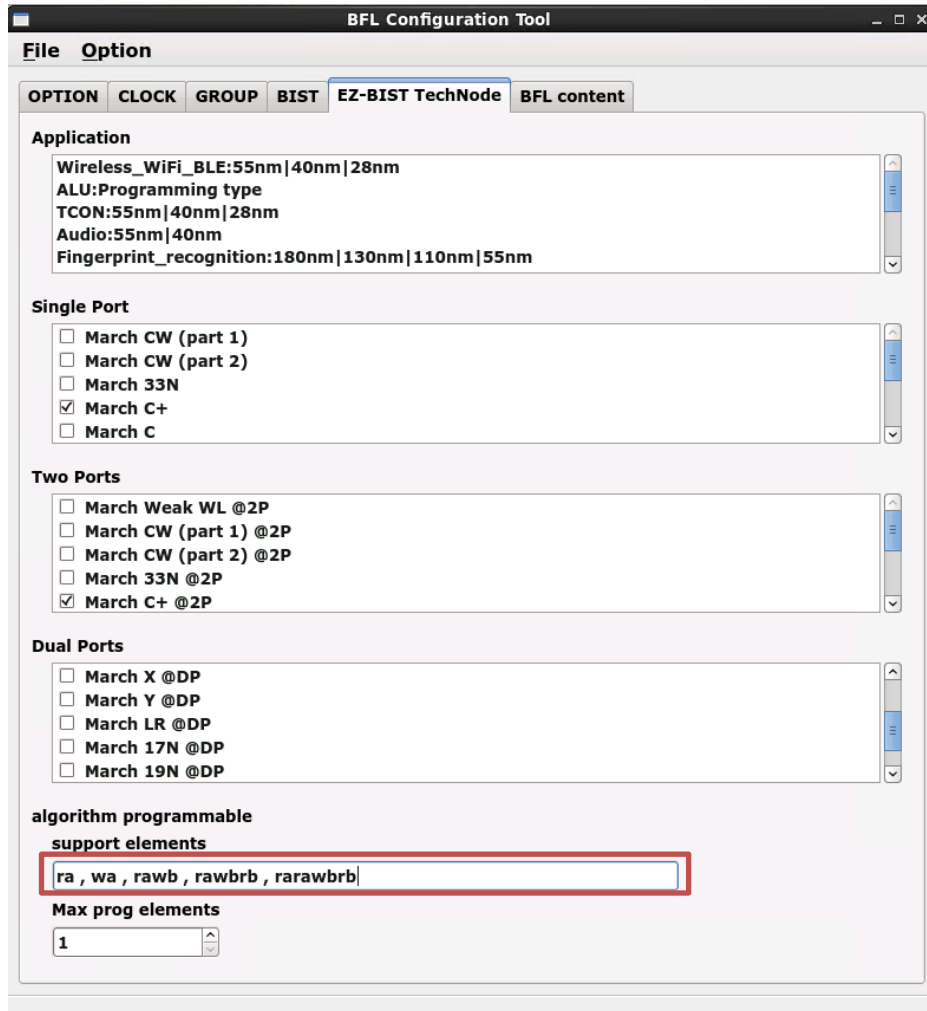 BFL Configuration Tool
File Option
OPTION CLOCK GROUP BIST EZ-BIST TechNode BFL content
Application
Wireless_WiFi_BLE:55nm|40nm|28nm
ALU:Programming type
TCON:55nm|40nm|28nm
Audio:55nm|40nm
Fingerprint_recognition:180nm|130nm|110nm|55nm
Single Port
March CW (part 1)
March CW (part 2)
March 33N
March C+
March C
Two Ports
March Weak WL @2P
March CW (part 1) @2P
March CW (part 2) @2P
March 33N @2P
March C+ @2P
Dual Ports
March X @DP
March Y @DP
March LR @DP
March 17N @DP
March 19N @DP
algorithm programmable
support elements
ra , wa , rawb , rawbrb , rarawbrb
Max prog elements
1